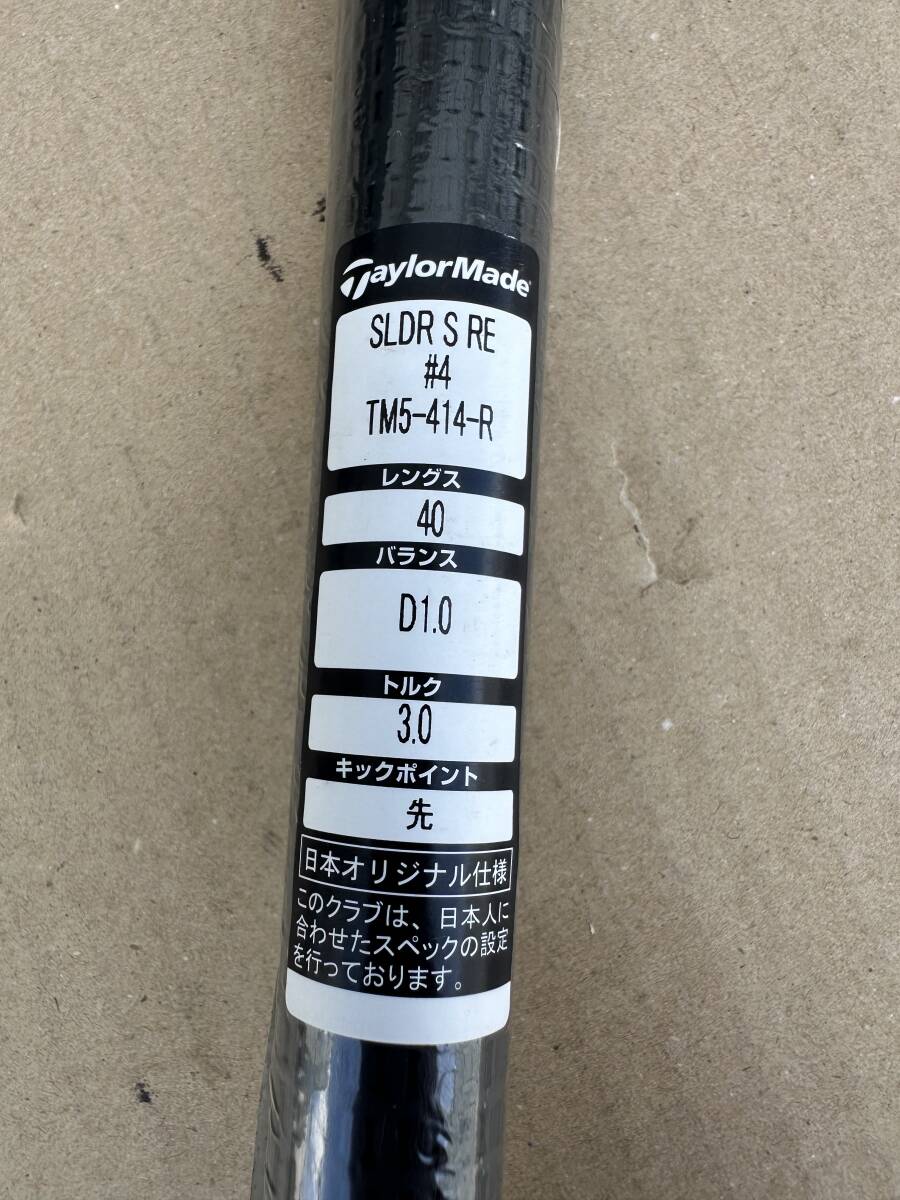 TaylorMade
SLDR S RE
#4
TM5-414-R
レングス
40
バランス
D1.0
トルク
3.0
キックポイント
先
日本オリジナル仕様
このクラブは、日本人に
合わせたスペックの設定
を行っております。